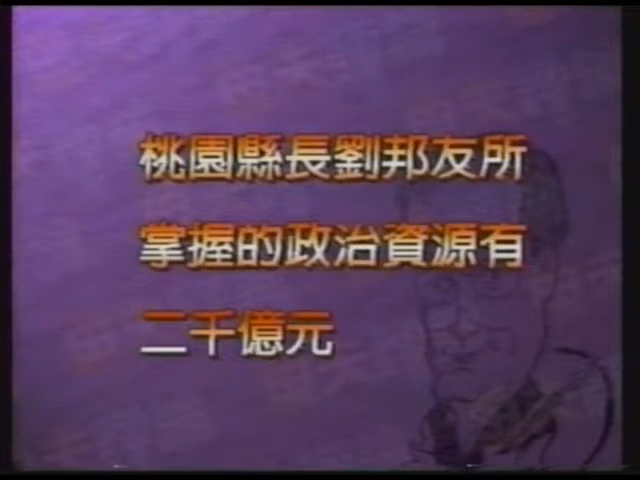 桃園縣長劉邦友所
掌握的政治資源有
二千億元